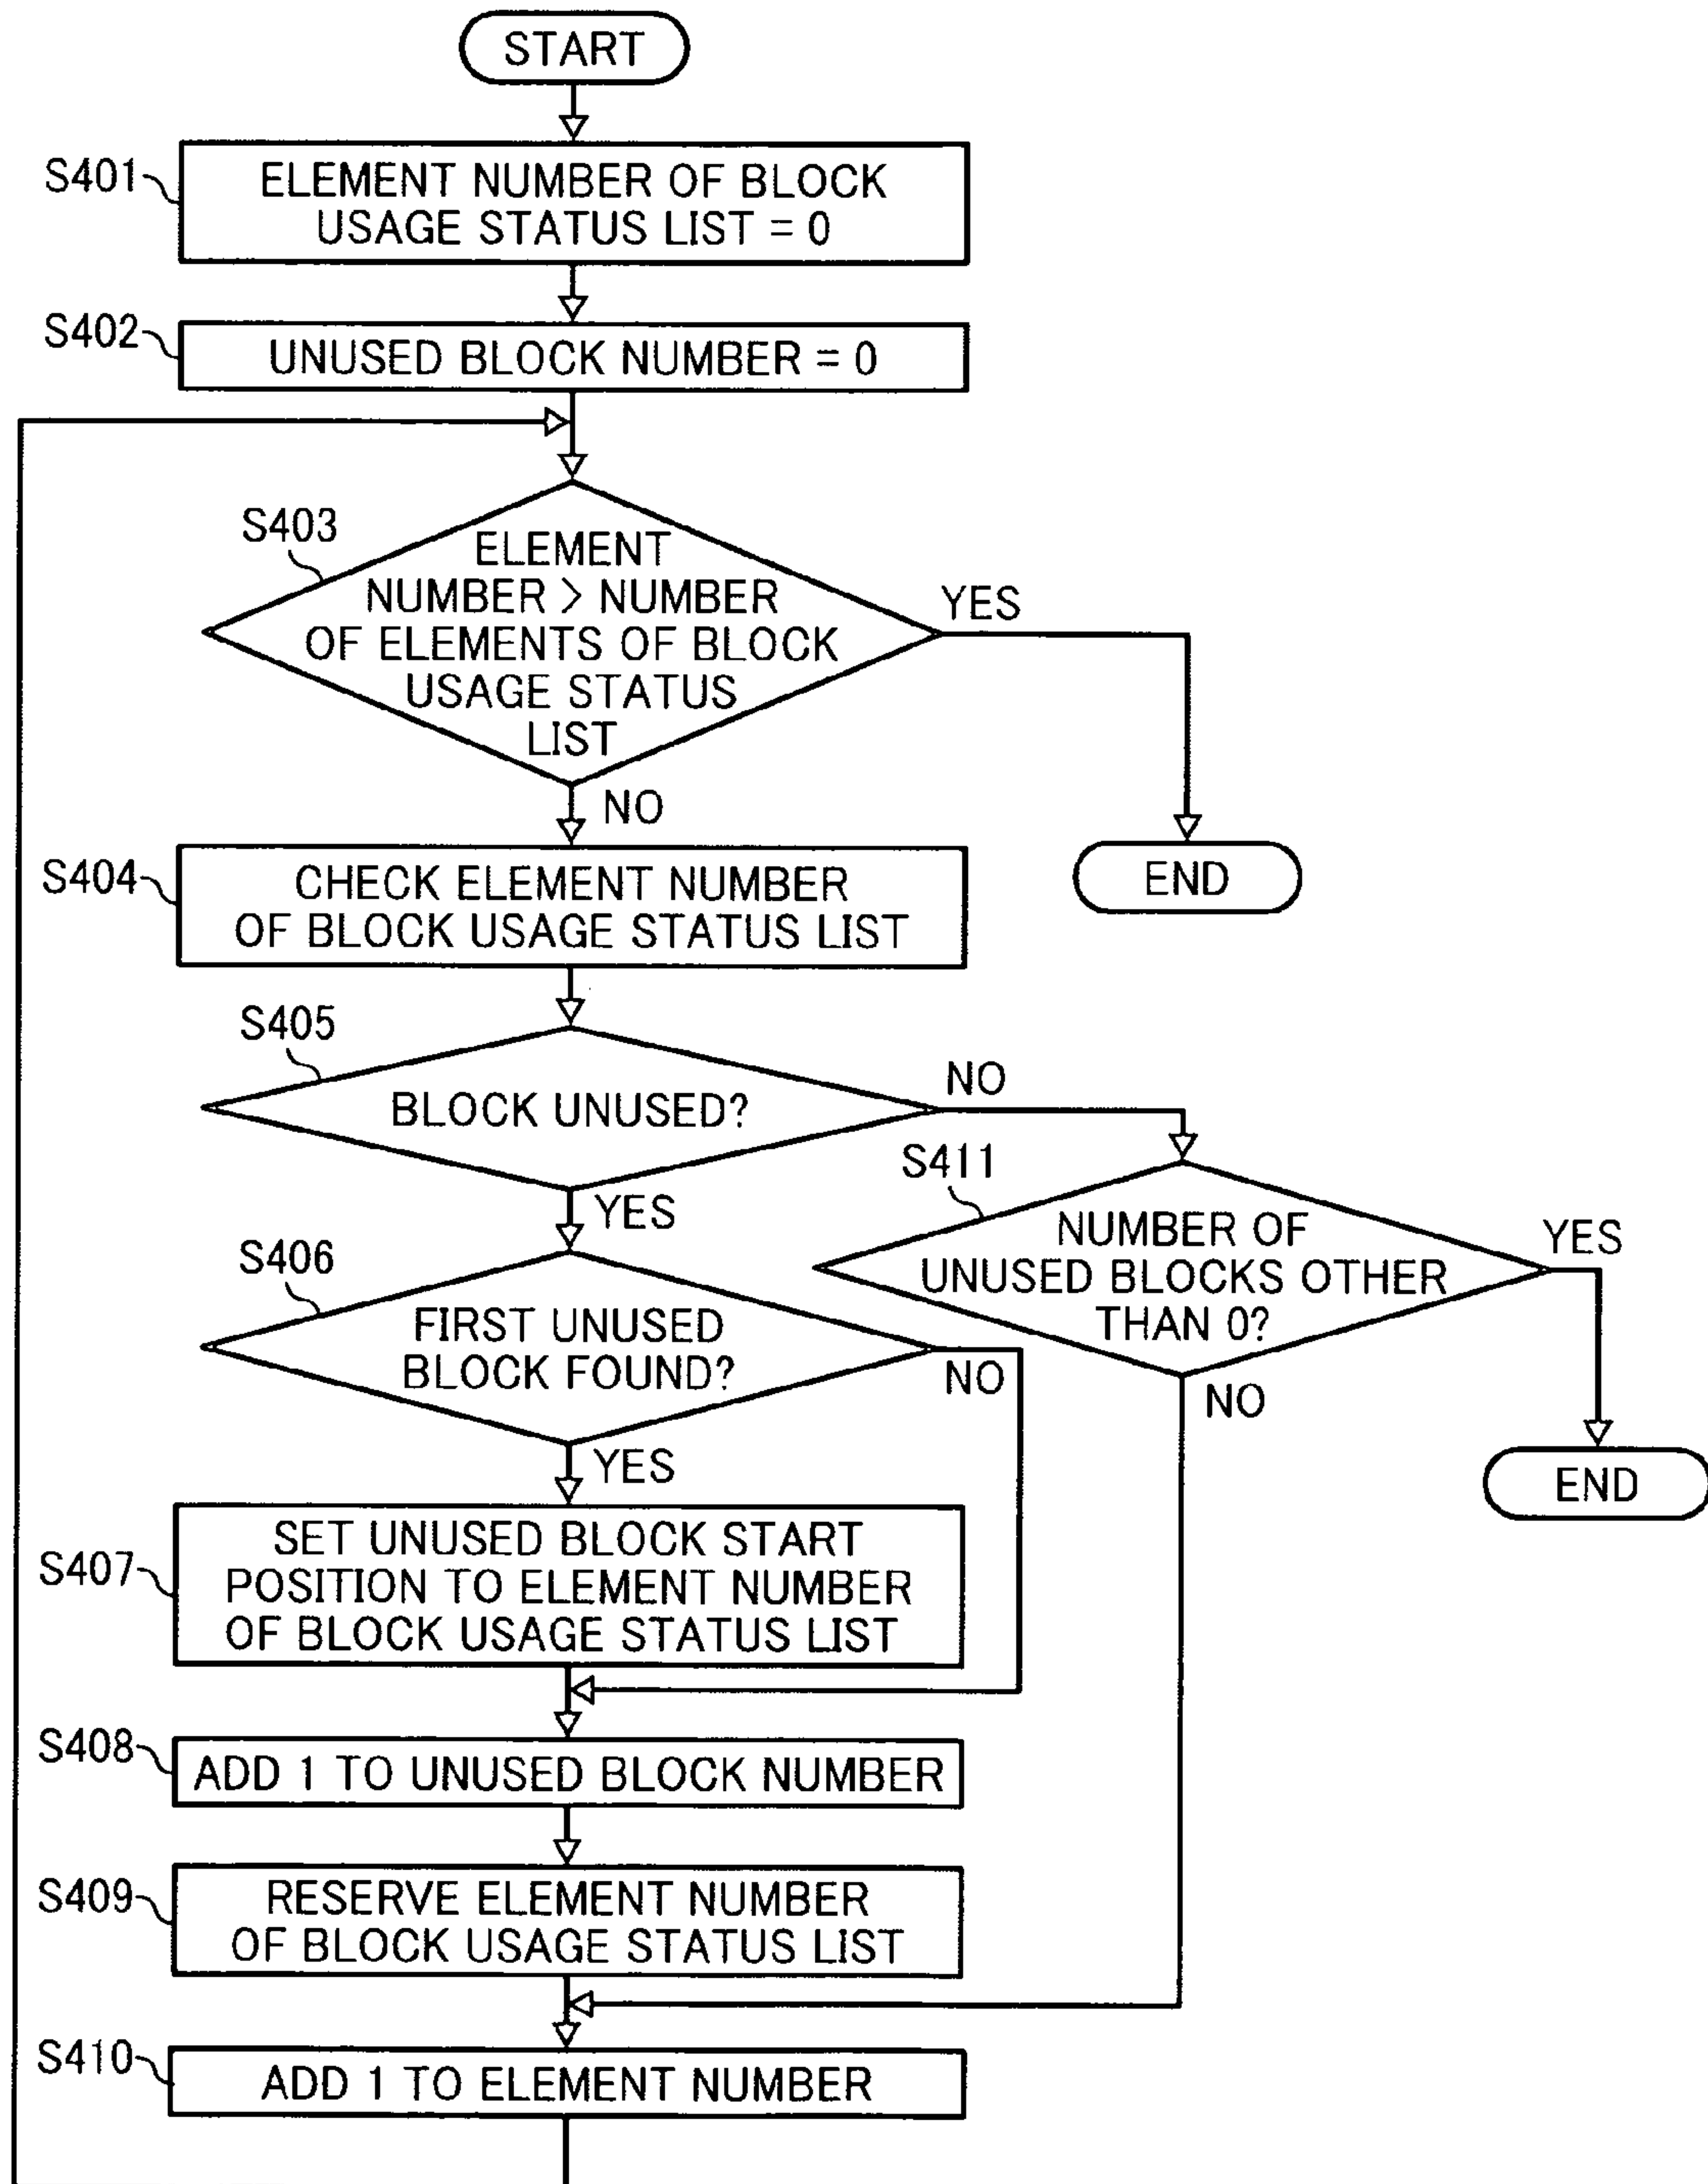 START
S401
ELEMENT NUMBER OF BLOCK
USAGE STATUS LIST = 0
S402
UNUSED BLOCK NUMBER = 0
S403
ELEMENT
NUMBER > NUMBER
OF ELEMENTS OF BLOCK
USAGE STATUS
LIST
YES
NO
END
S404
CHECK ELEMENT NUMBER
OF BLOCK USAGE STATUS LIST
S405
BLOCK UNUSED?
NO
YES
S411
NUMBER OF
UNUSED BLOCKS OTHER
THAN 0?
YES
NO
END
S406
FIRST UNUSED
BLOCK FOUND?
NO
YES
S407
SET UNUSED BLOCK START
POSITION TO ELEMENT NUMBER
OF BLOCK USAGE STATUS LIST
S408
ADD 1 TO UNUSED BLOCK NUMBER
S409
RESERVE ELEMENT NUMBER
OF BLOCK USAGE STATUS LIST
S410
ADD 1 TO ELEMENT NUMBER